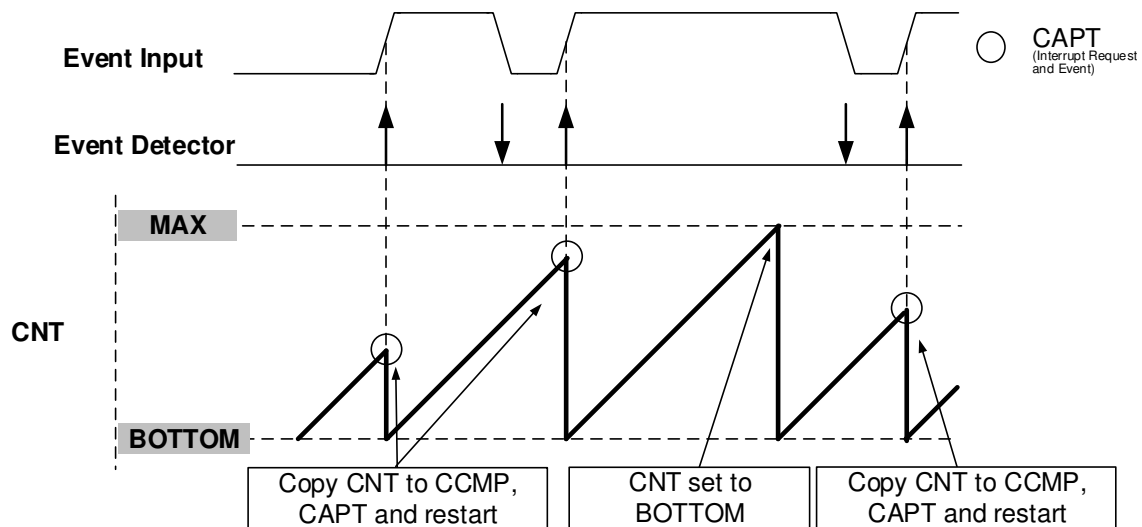 Event Input
CAPT
(Interrupt Request
and Event)
Event Detector
MAX
CNT
BOTTOM
Copy CNT to CCMP,
CAPT and restart
CNT set to
BOTTOM
Copy CNT to CCMP,
CAPT and restart